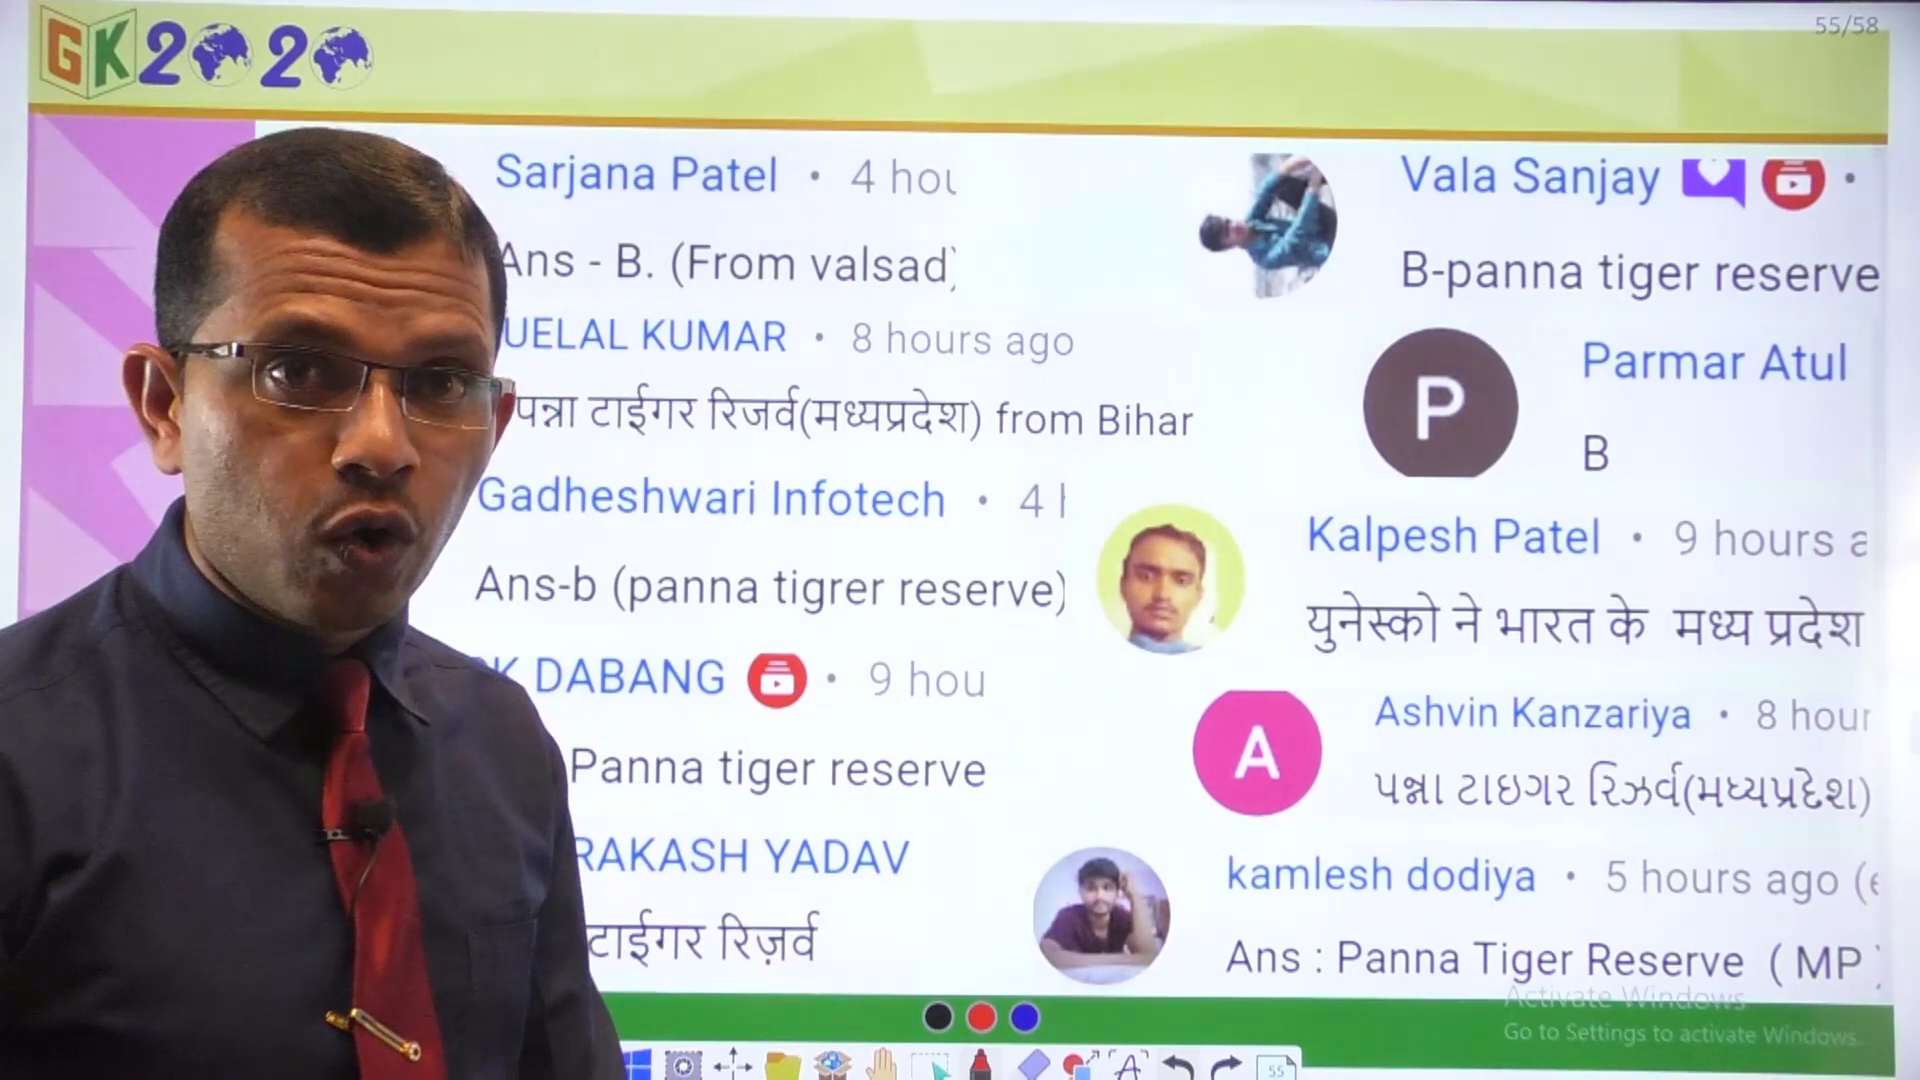 GK2020
55/58
Sarjana Patel • 4 hou
Ans - B. (From valsad)
UELAL KUMAR • 8 hours ago
पन्ना टाईगर रिजर्व(मध्यप्रदेश) from Bihar
Gadheshwari Infotech • 4 h
Ans-b (panna tigrer reserve)
K DABANG • 9 hou
Panna tiger reserve
RAKASH YADAV
टाईगर रिज़र्व
Vala Sanjay •
B-panna tiger reserve
P
Parmar Atul
B
Kalpesh Patel • 9 hours a
युनेस्को ने भारत के मध्य प्रदेश
A
Ashvin Kanzariya • 8 hour
પન્ના ટાઇગર રિઝર્વ(મધ્યપ્રદેશ)
kamlesh dodiya • 5 hours ago (e
Ans : Panna Tiger Reserve ( MP )
Activate Windows
Go to Settings to activate Windows.
A
55